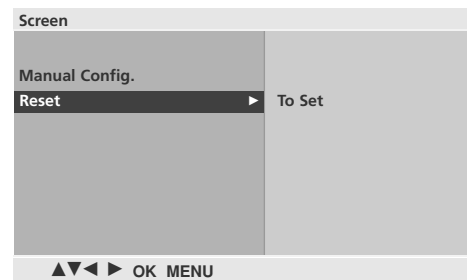 Screen
Manual Config.
Reset ► To Set
▲▼◄ ► OK MENU